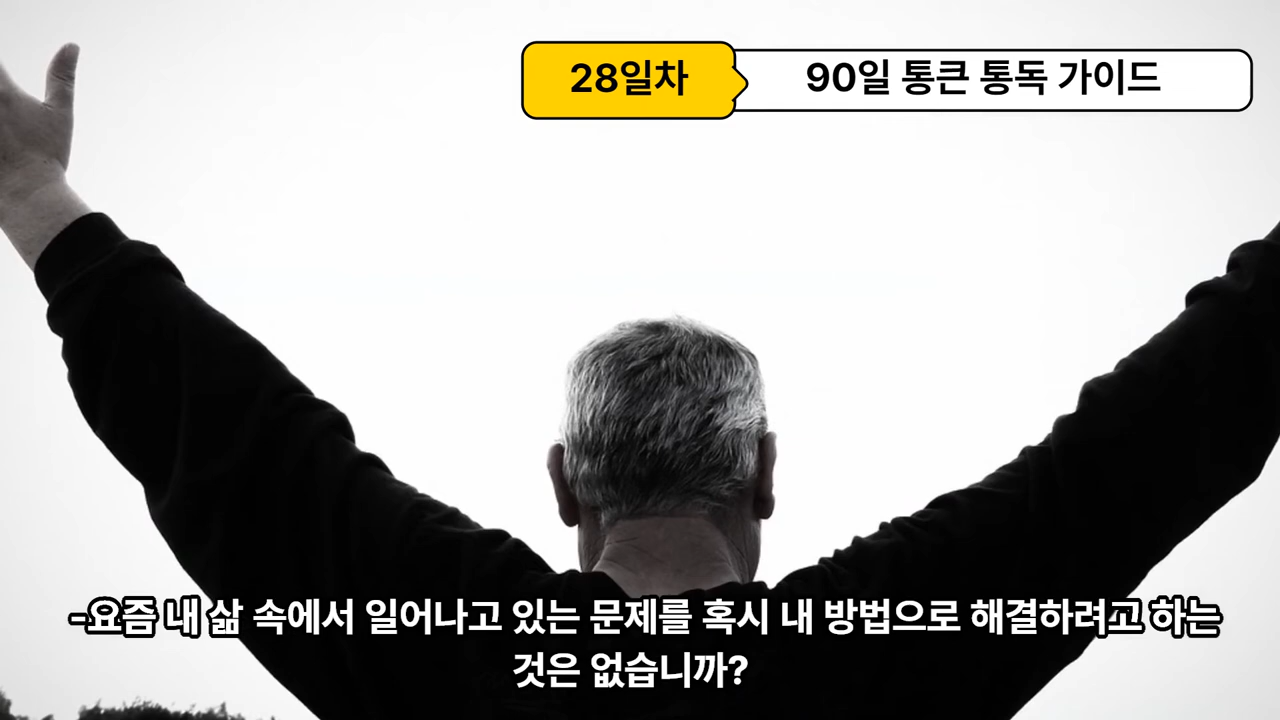 28일차
90일 통큰 통독 가이드
-요즘 내 삶 속에서 일어나고 있는 문제를 혹시 내 방법으로 해결하려고 하는
것은 없습니까?